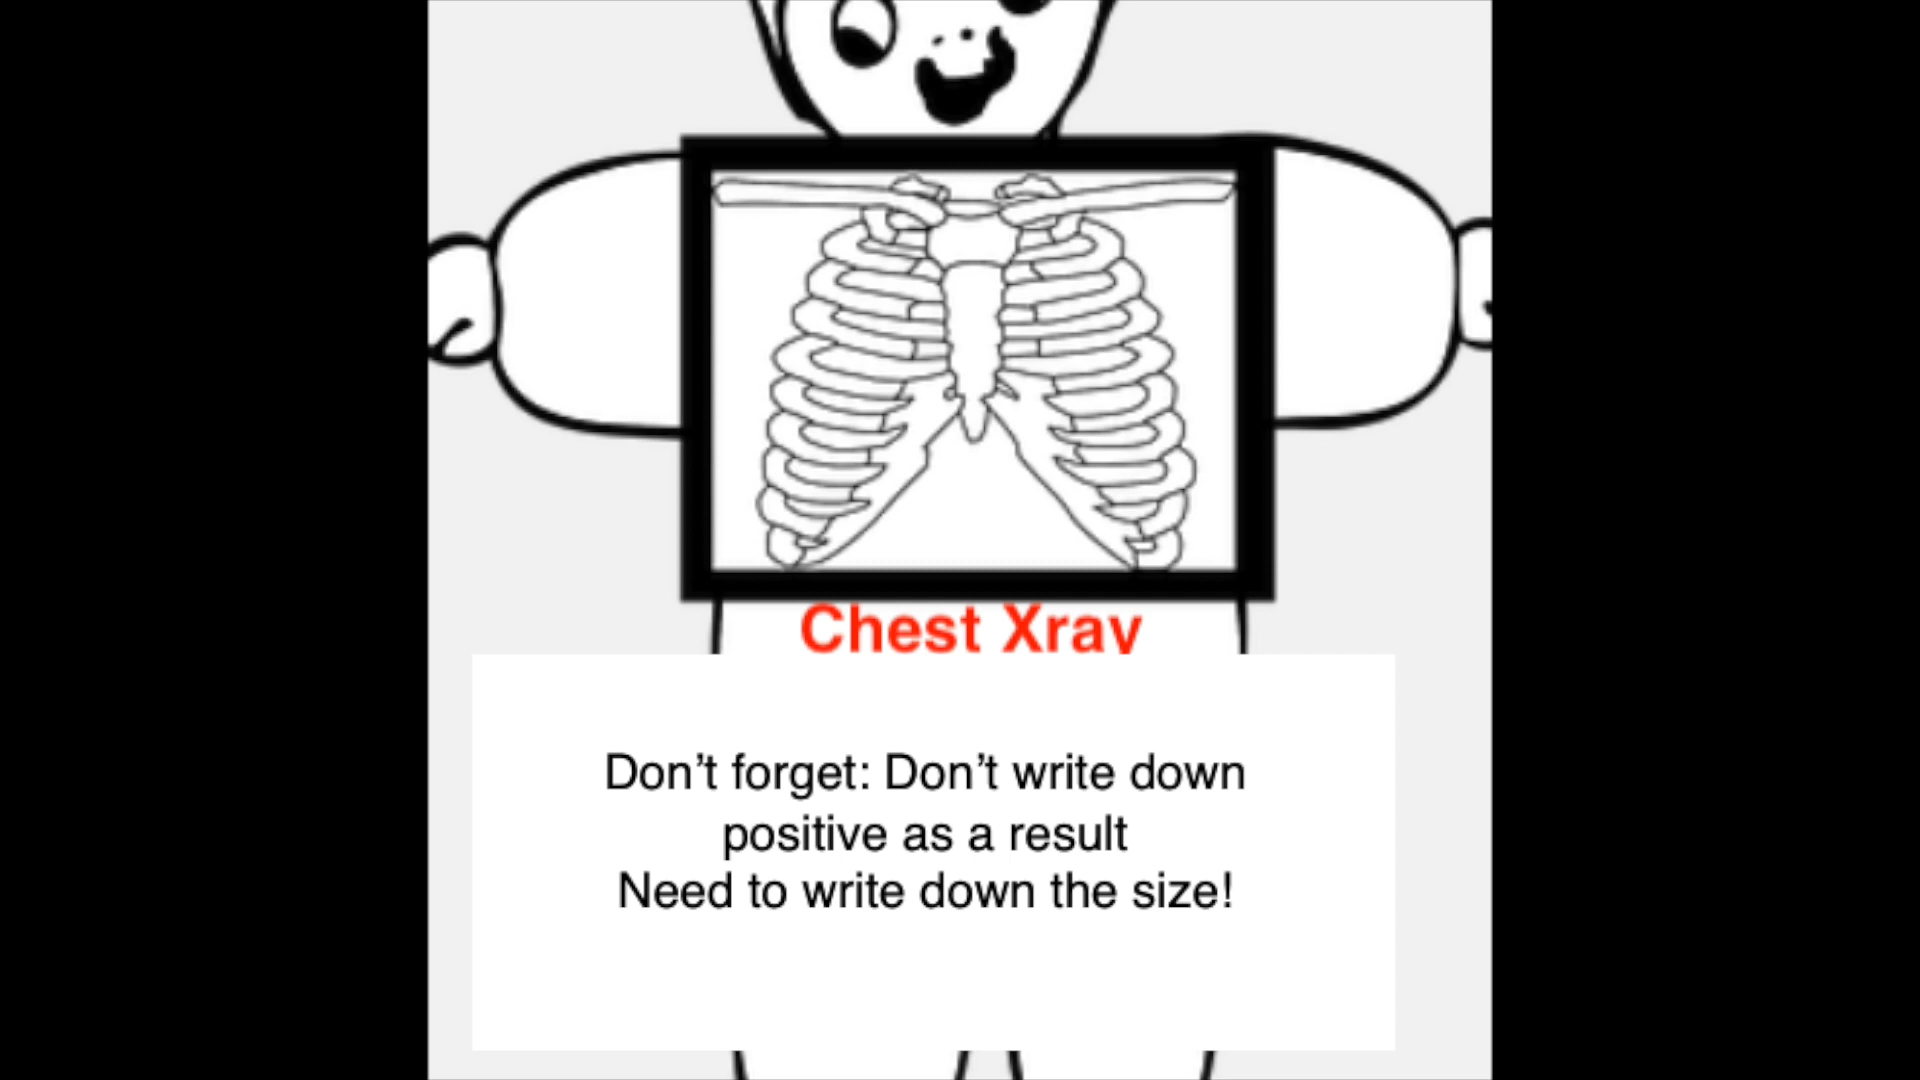 Chest Xray
Don’t forget: Don’t write down
positive as a result
Need to write down the size!